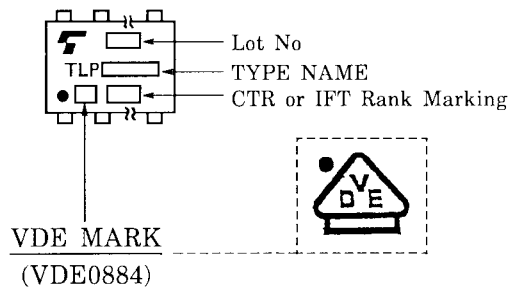 Lot No
TLP
TYPE NAME
CTR or IFT Rank Marking
V
D E
VDE MARK
(VDE0884)